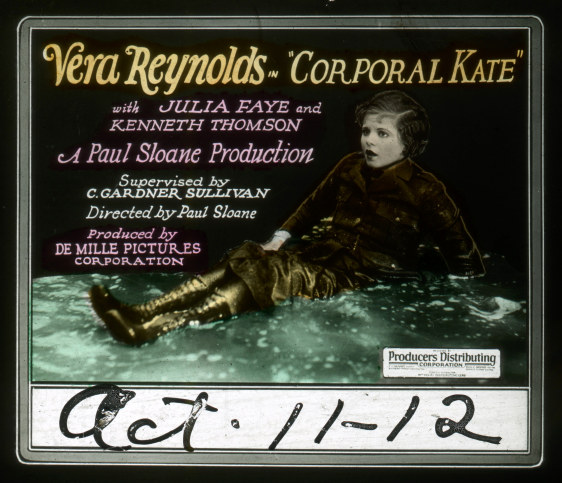 Vera Reynolds IN "CORPORAL KATE"
with JULIA FAYE and
KENNETH THOMSON
A Paul Sloane Production
Supervised by
C. GARDNER SULLIVAN
Directed by Paul Sloane
Produced by
DE MILLE PICTURES
CORPORATION
Producers Distributing
CORPORATION
Oct. 11-12